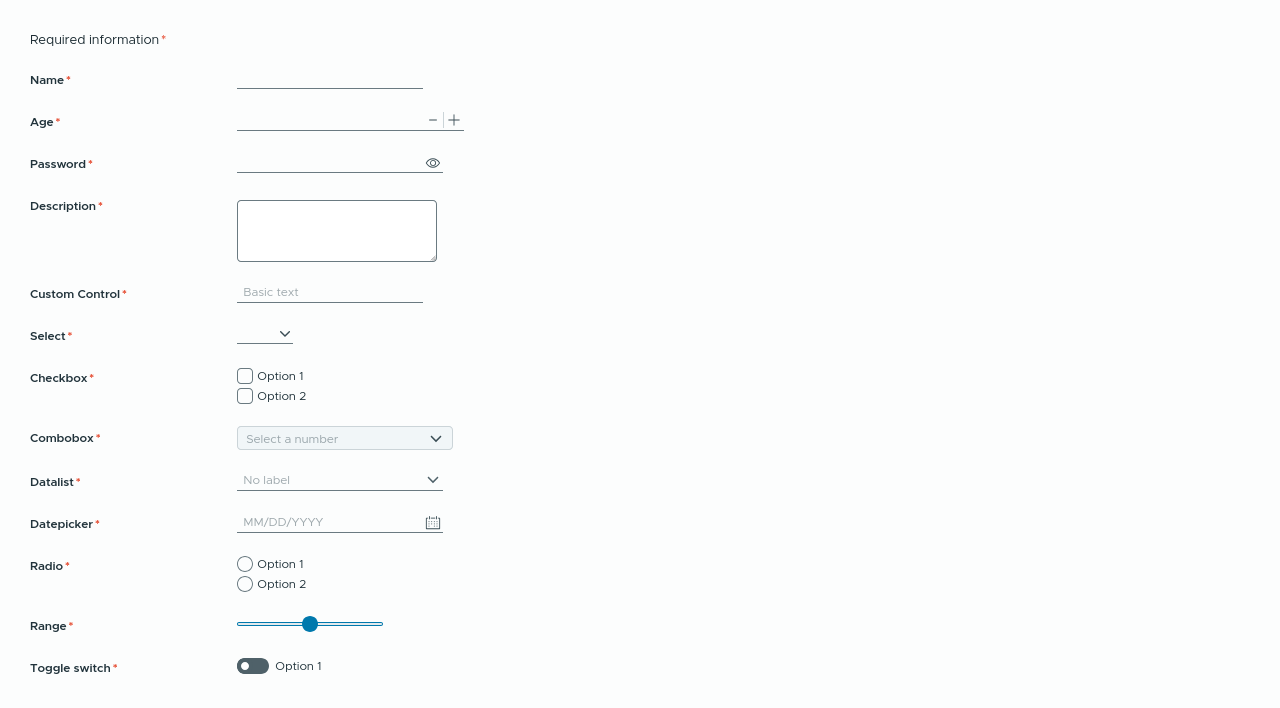 Required information*
Name*
Age*
Password*
Description*
Custom Control* Basic text
Select*
Checkbox* Option 1
Option 2
Combobox* Select a number
Datalist* No label
Datepicker* MM/DD/YYYY
Radio* Option 1
Option 2
Range*
Toggle switch* Option 1